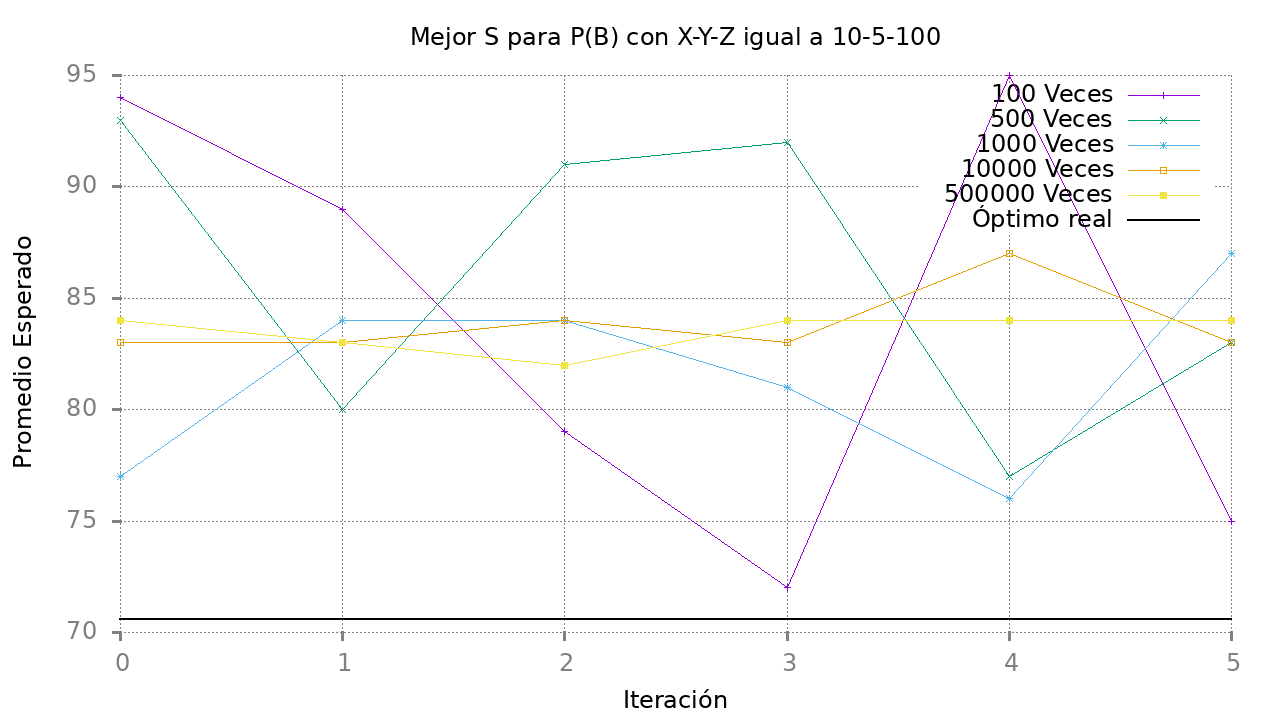 Mejor S para P(B) con X-Y-Z igual a 10-5-100
95
90
85
80
75
70
Promedio Esperado
100 Veces
500 Veces
1000 Veces
10000 Veces
500000 Veces
Óptimo real
0 1 2 3 4 5
Iteración